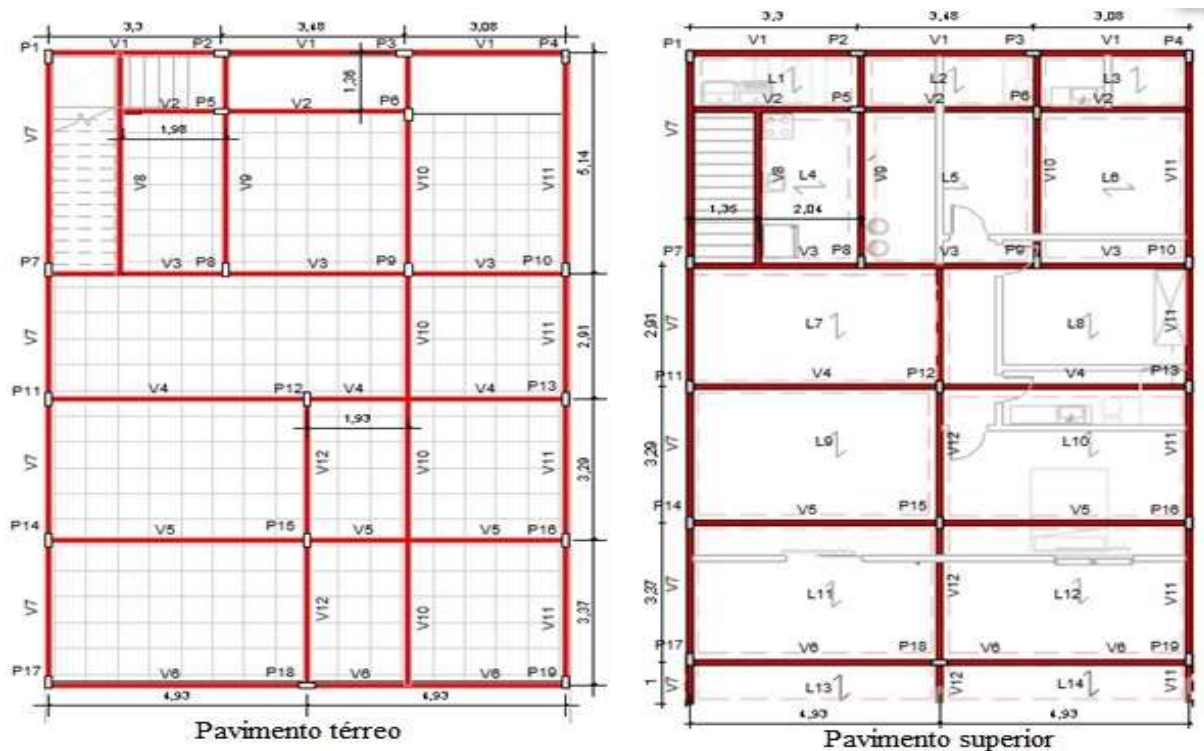 3,3 3,48 3,08
P1 V1 P2 V1 P3 V1 P4
1,36
V2 P5 V2 P6
V7 1,98 5,14
V8 V9 V10 V11
P7 V3 P8 V3 P9 V3 P10
V7 V10 V11 2,91
P11 V4 P12 V4 V4 P13
1,93
V7 V12 V10 V11 3,29
P14 V5 P15 V5 V5 P16
V7 V12 V10 V11 3,37
P17 V6 P18 V6 V6 P19
4,93 4,93
Pavimento térreo
3,3 3,48 3,08
P1 V1 P2 V1 P3 V1 P4
L1 L2 L3
V2 P5 V2 P6 V2
V7 V8 L4 V9 L5 V10 L6 V11
1,35 2,04
P7 V3 P8 V3 P9 V3 P10
2,91 V7 L7 L8 V11
P11 V4 P12 V4 P13
3,29 V7 L9 V12 L10 V11
P14 V5 P15 V5 P16
3,37 V7 L11 V12 L12 V11
P17 V6 P18 V6 V6 P19
1 V7 L13 V12 L14 V11
4,93 4,93
Pavimento superior